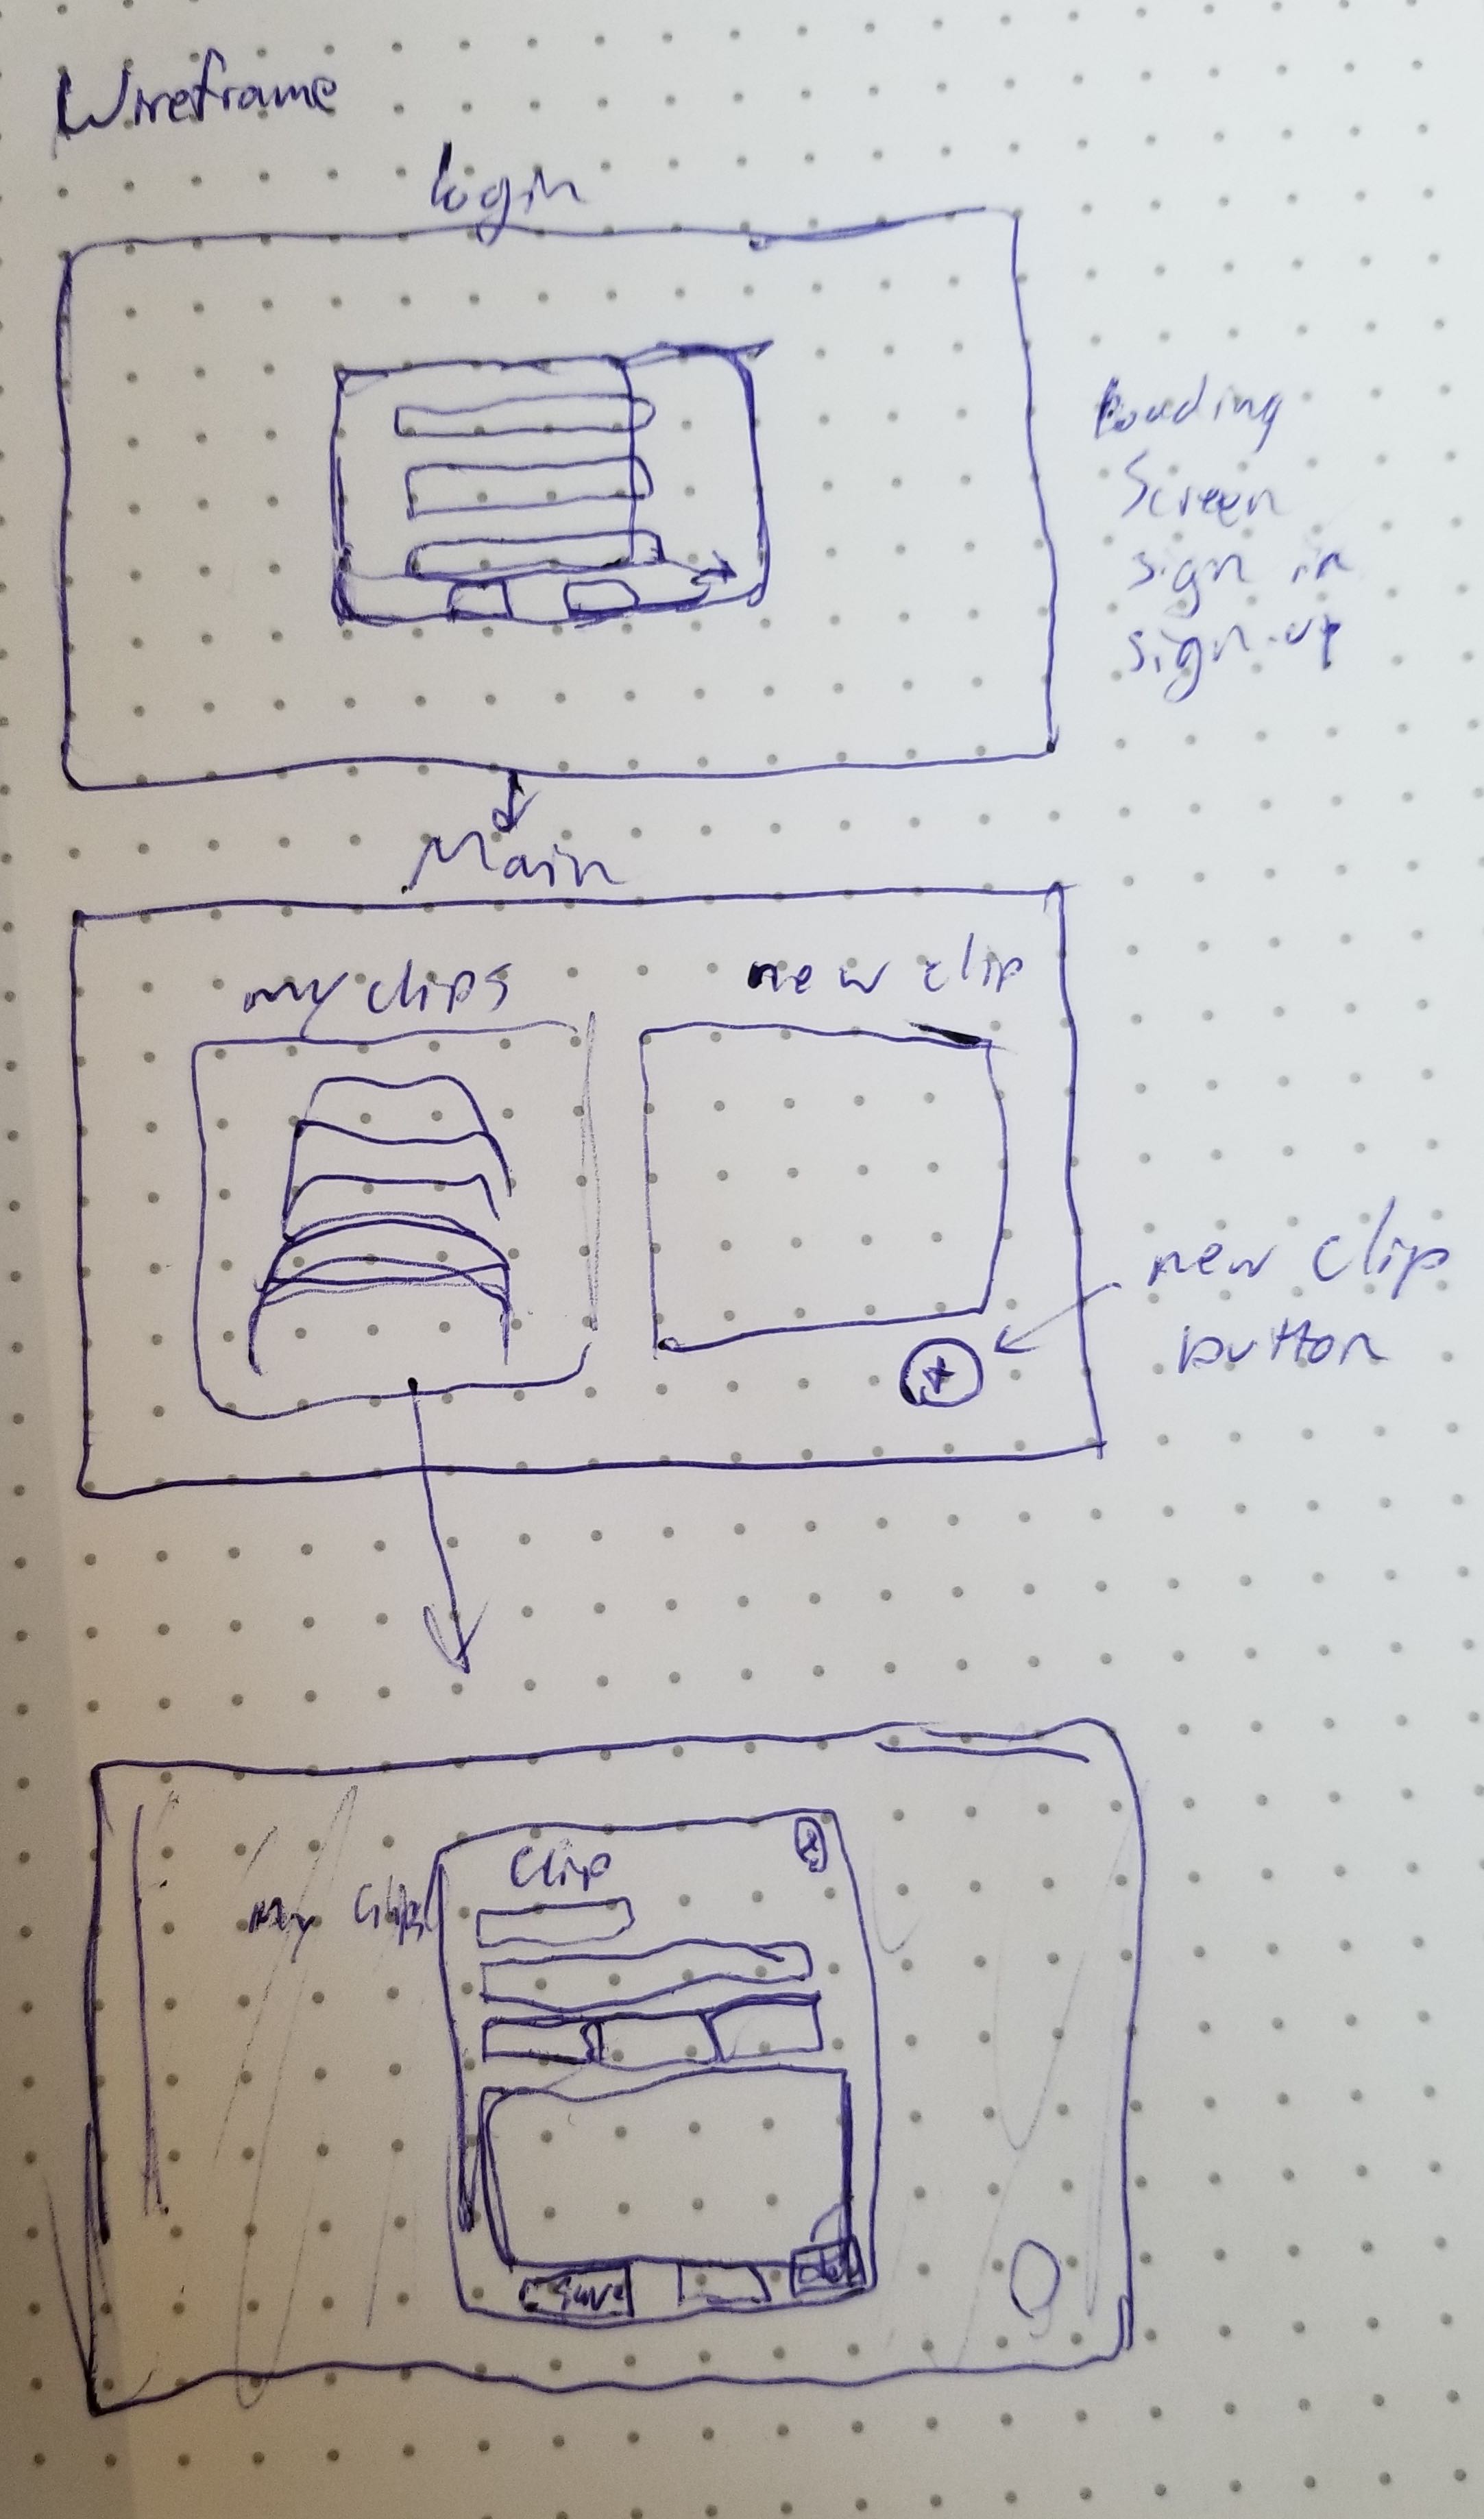 Wireframe
login
Loading
Screen
sign in
sign-up
Main
my clips
new clip
+
new clip
button
Clip
my clips
save